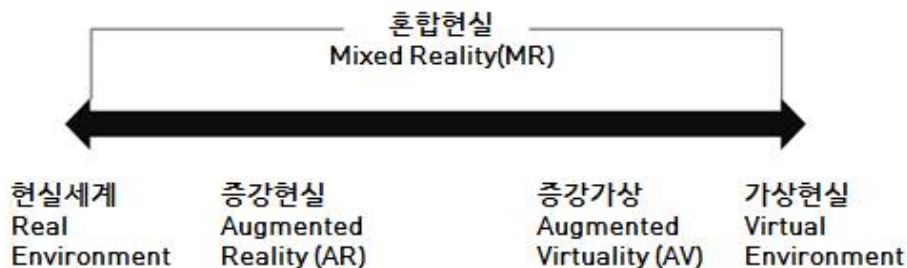 혼합현실
Mixed Reality(MR)
현실세계
Real
Environment
증강현실
Augmented
Reality (AR)
증강가상
Augmented
Virtuality (AV)
가상현실
Virtual
Environment